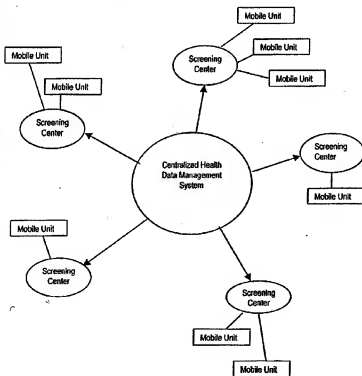 Mobile Unit
Mobile Unit
Mobile Unit
Screening
Center
Mobile Unit
Mobile Unit
Screening
Center
Centralized Health
Data Management
System
Screening
Center
Mobile Unit
Mobile Unit
Screening
Center
Screening
Center
Mobile Unit
Mobile Unit